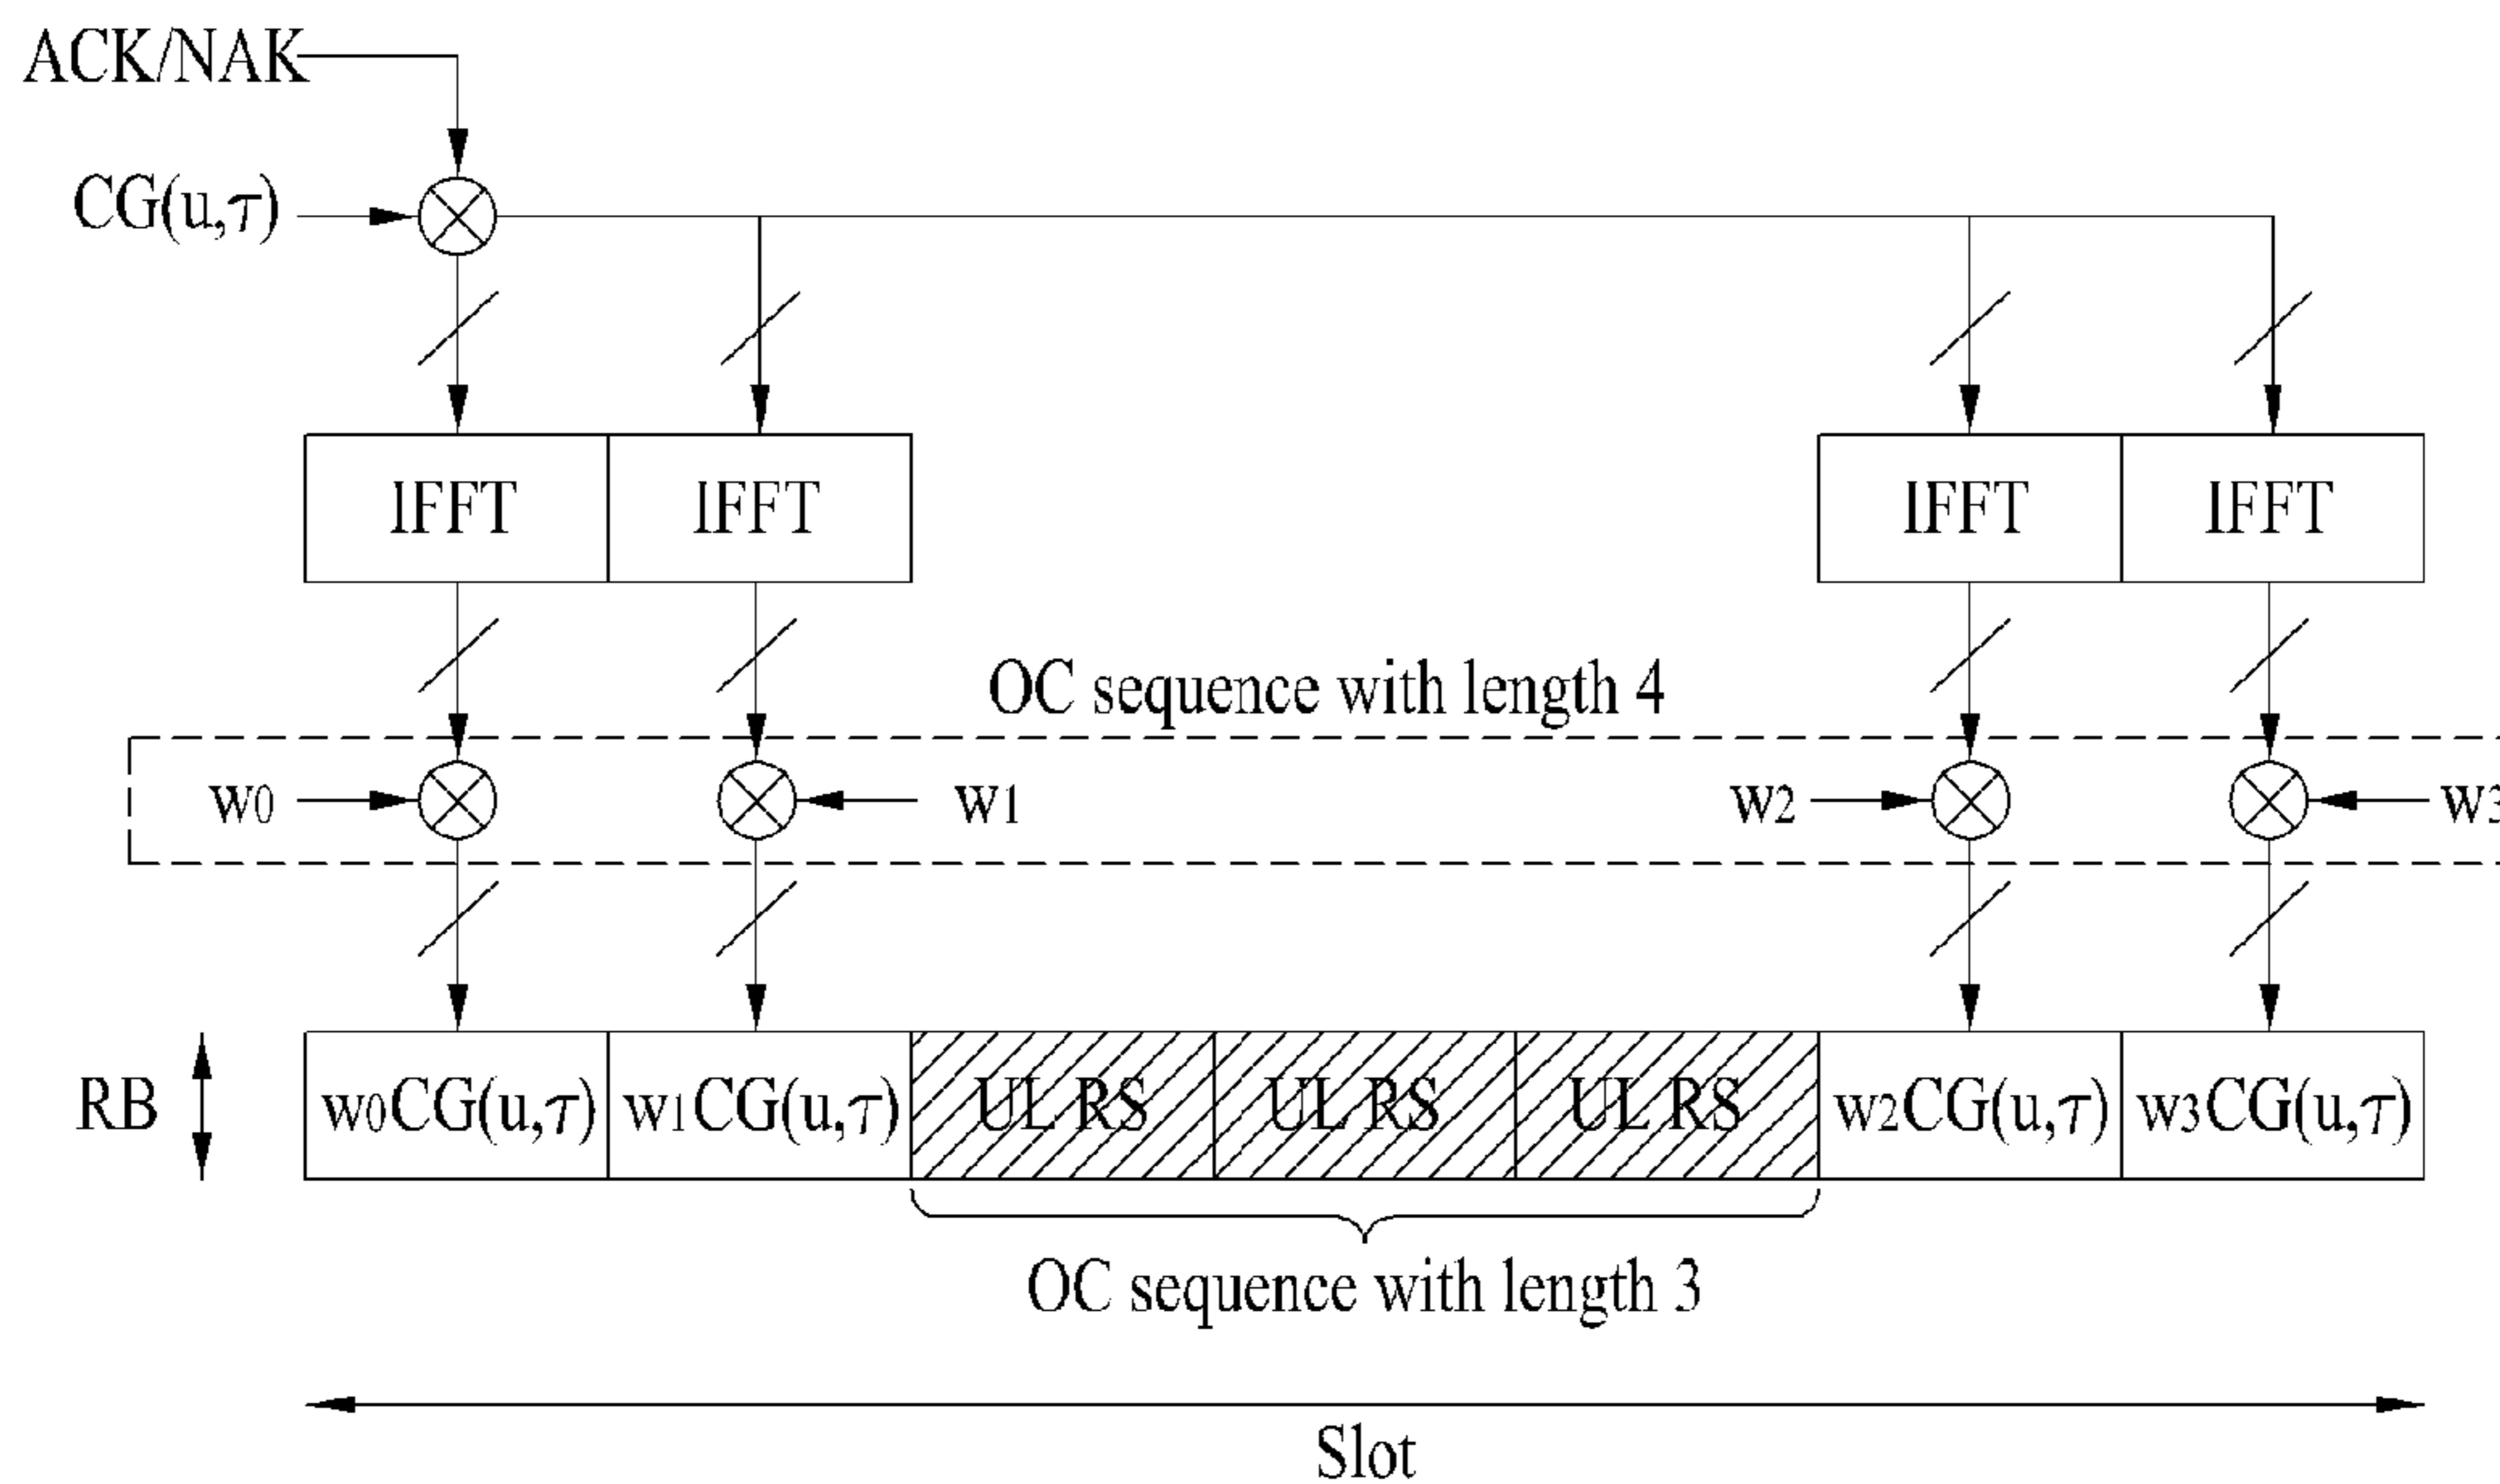 ACK/NAK
CG(u,τ)
IFFT IFFT IFFT IFFT
OC sequence with length 4
w0 w1 w2 w3
RB
w0CG(u,τ) w1CG(u,τ) UL RS UL RS UL RS w2CG(u,τ) w3CG(u,τ)
OC sequence with length 3
Slot